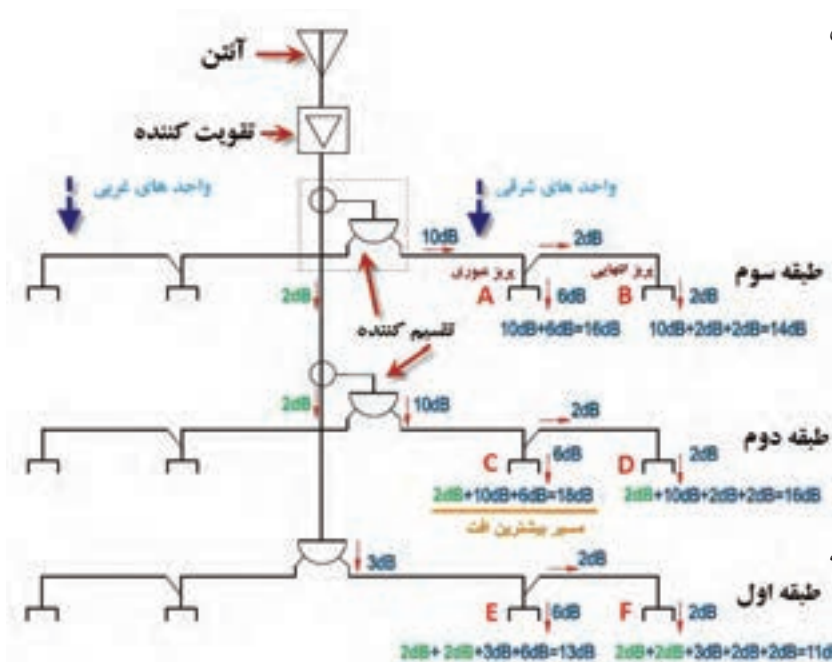 آنتن
تقویت کننده
واحد های غربی
واحد های شرقی
10dB
2dB
پریز عبوری
پریز انتهایی
طبقه سوم
A
6dB
B
2dB
2dB
10dB+6dB=16dB
10dB+2dB+2dB=14dB
تقسیم کننده
2dB
10dB
2dB
طبقه دوم
C
6dB
D
2dB
2dB+10dB+6dB=18dB
2dB+10dB+2dB+2dB=16dB
مسیر بیشترین افت
3dB
2dB
طبقه اول
E
6dB
F
2dB
2dB+ 2dB+3dB+6dB=13dB
2dB+2dB+3dB+2dB+2dB=11d